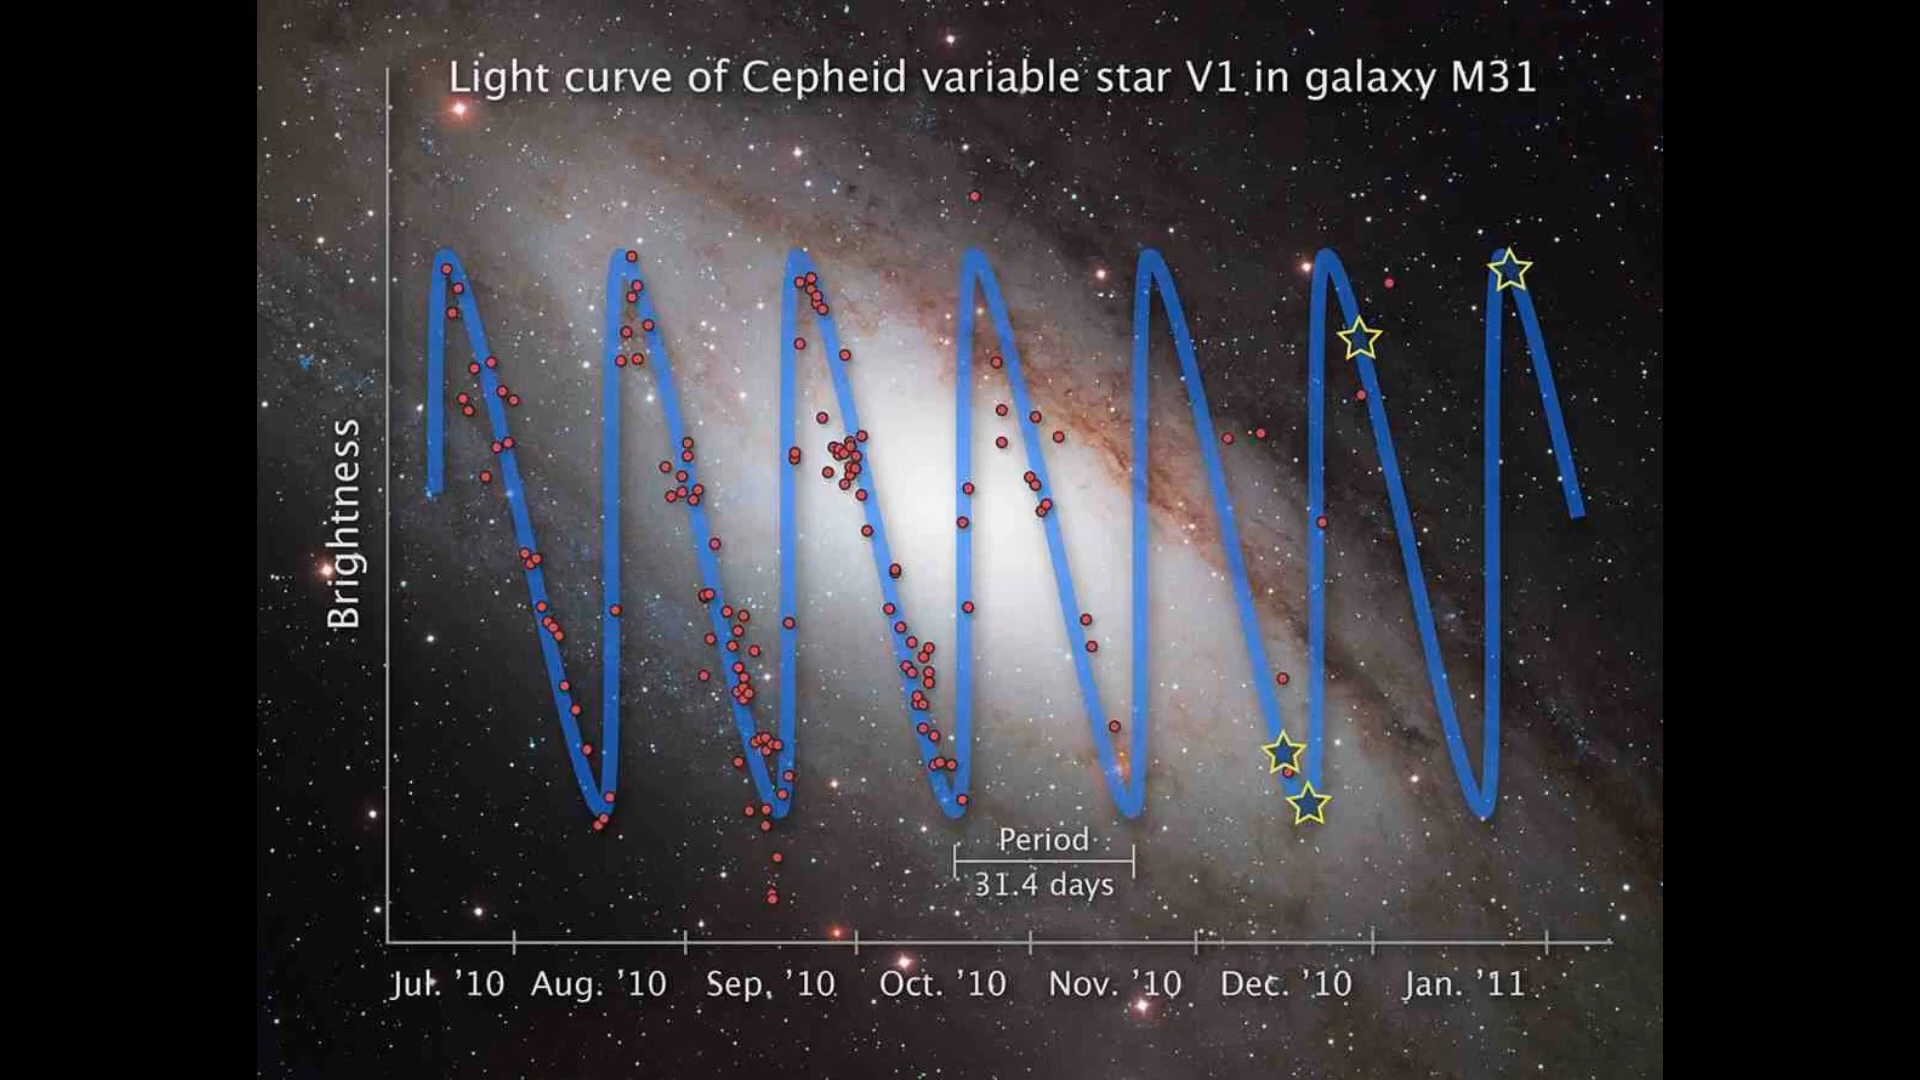 Light curve of Cepheid variable star V1 in galaxy M31
Brightness
Period
31.4 days
Jul. '10 Aug. '10 Sep. '10 Oct. '10 Nov. '10 Dec. '10 Jan. '11